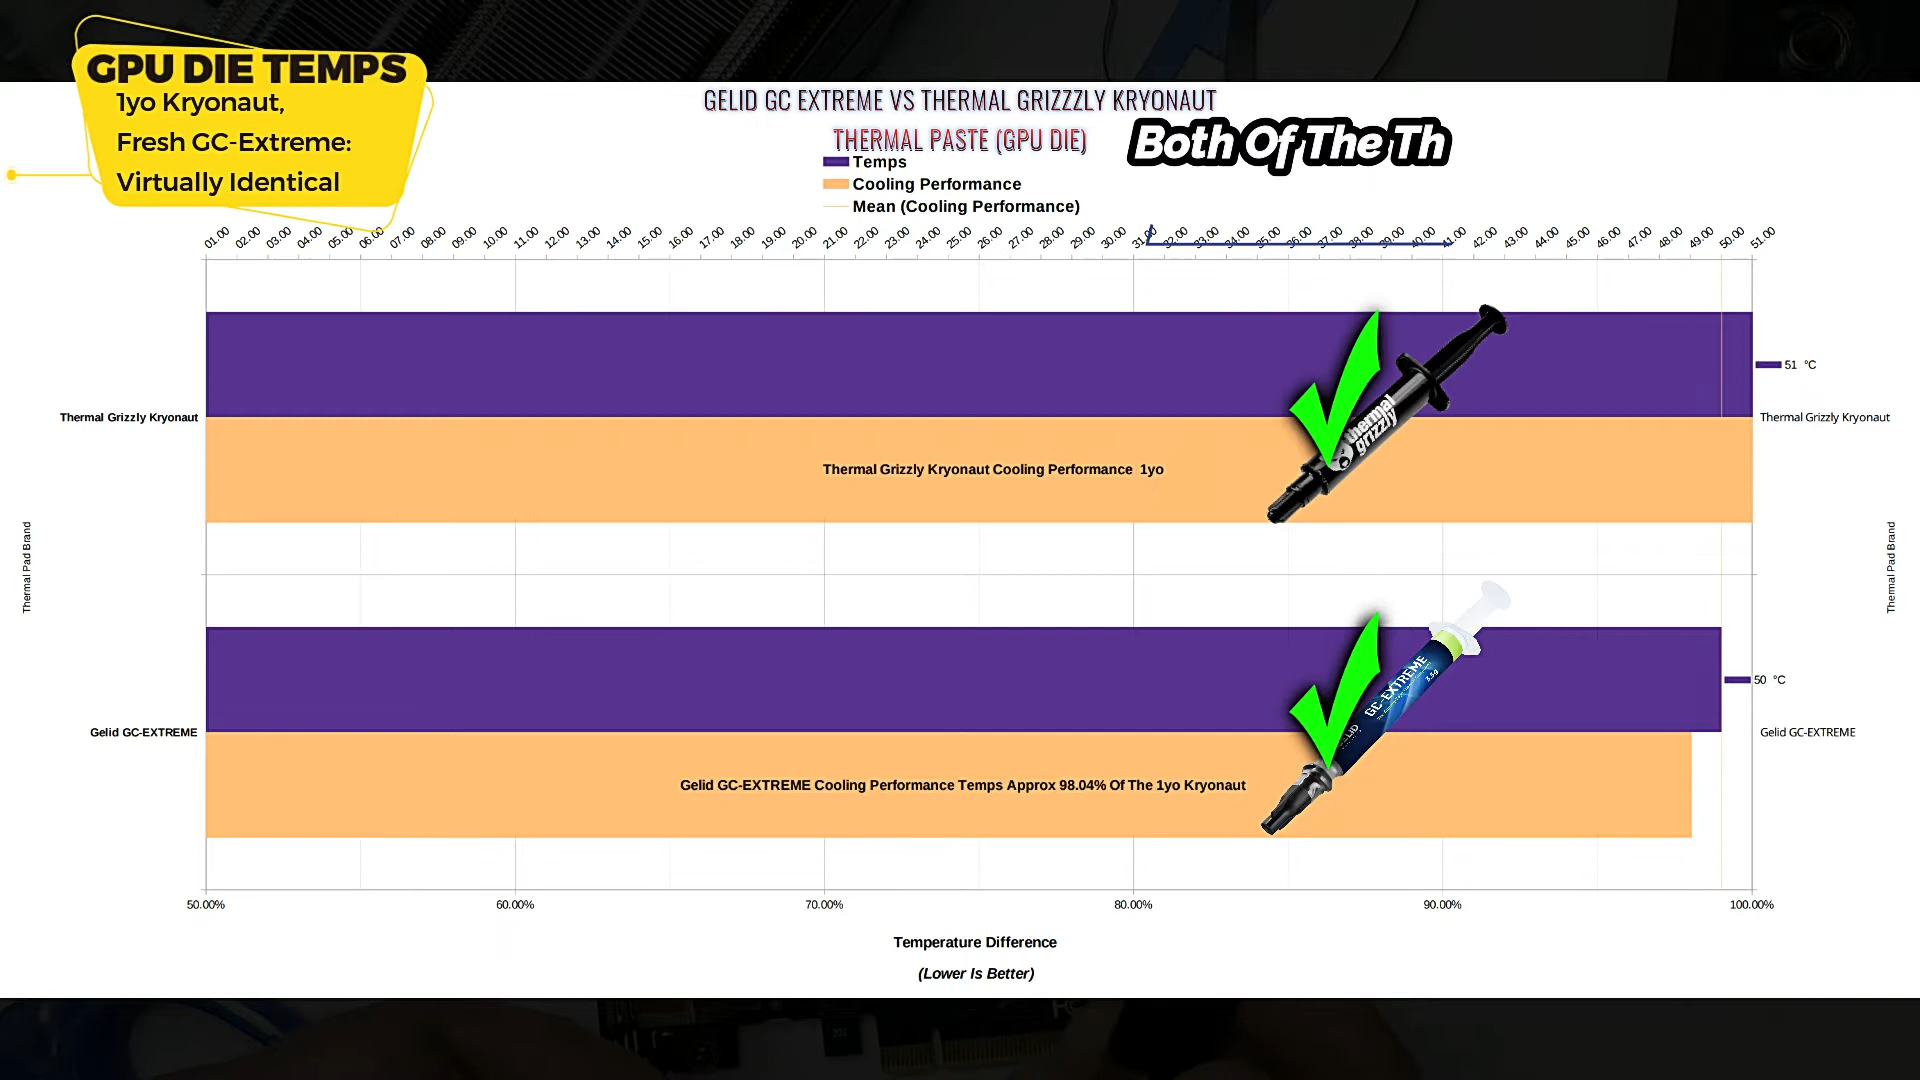 GPU DIE TEMPS
1yo Kryonaut,
Fresh GC-Extreme:
Virtually Identical
GELID GC EXTREME VS THERMAL GRIZZZLY KRYONAUT
THERMAL PASTE (GPU DIE)
Both Of The Th
Temps
Cooling Performance
Mean (Cooling Performance)
01.00 02.00 03.00 04.00 05.00 06.00 07.00 08.00 09.00 10.00 11.00 12.00 13.00 14.00 15.00 16.00 17.00 18.00 19.00 20.00 21.00 22.00 23.00 24.00 25.00 26.00 27.00 28.00 29.00 30.00 31.00 32.00 33.00 34.00 35.00 36.00 37.00 38.00 39.00 40.00 41.00 42.00 43.00 44.00 45.00 46.00 47.00 48.00 49.00 50.00 51.00
51 °C
Thermal Grizzly Kryonaut
Thermal Grizzly Kryonaut
thermal
grizzly
Thermal Grizzly Kryonaut Cooling Performance 1yo
Thermal Pad Brand
Thermal Pad Brand
GC-EXTREME
3.5g
50 °C
Gelid GC-EXTREME
Gelid GC-EXTREME
Gelid GC-EXTREME Cooling Performance Temps Approx 98.04% Of The 1yo Kryonaut
50.00% 60.00% 70.00% 80.00% 90.00% 100.00%
Temperature Difference
(Lower Is Better)